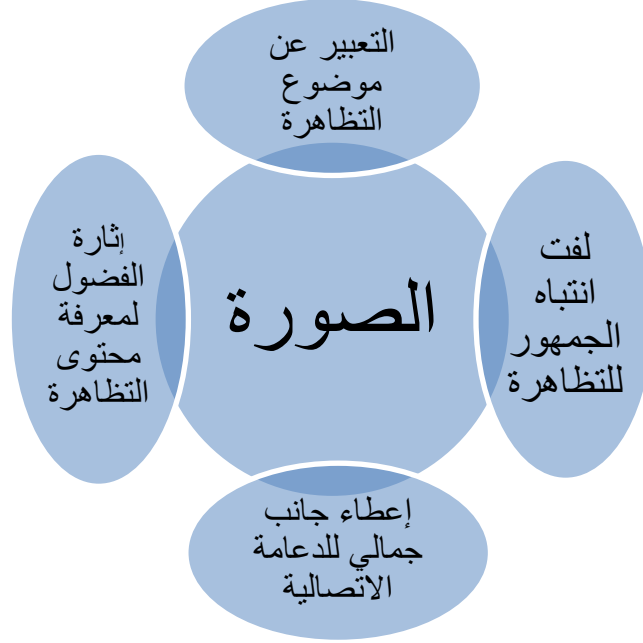 التعبير عن
موضوع
التظاهرة
لفت
انتباه
الجمهور
للتظاهرة
الصورة
إثارة
الفضول
لمعرفة
محتوى
التظاهرة
إعطاء جانب
جمالي للدعامة
الاتصالية